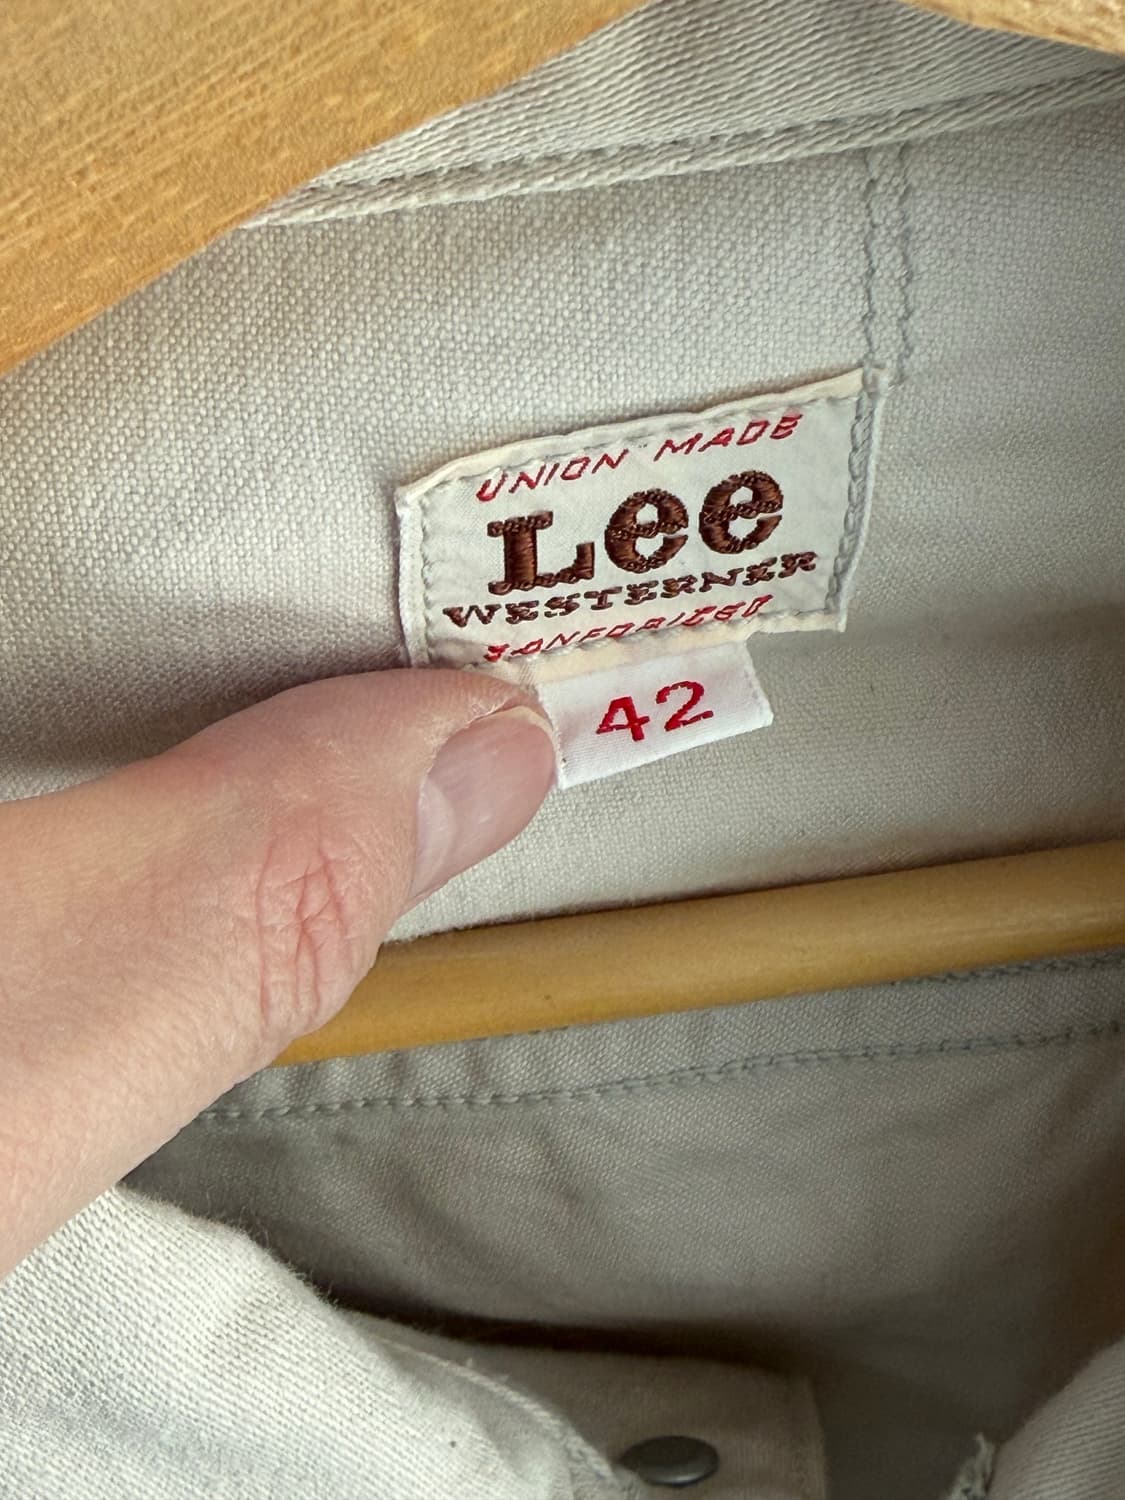 UNION MADE
Lee
WESTERNER
SANFORIZED
42